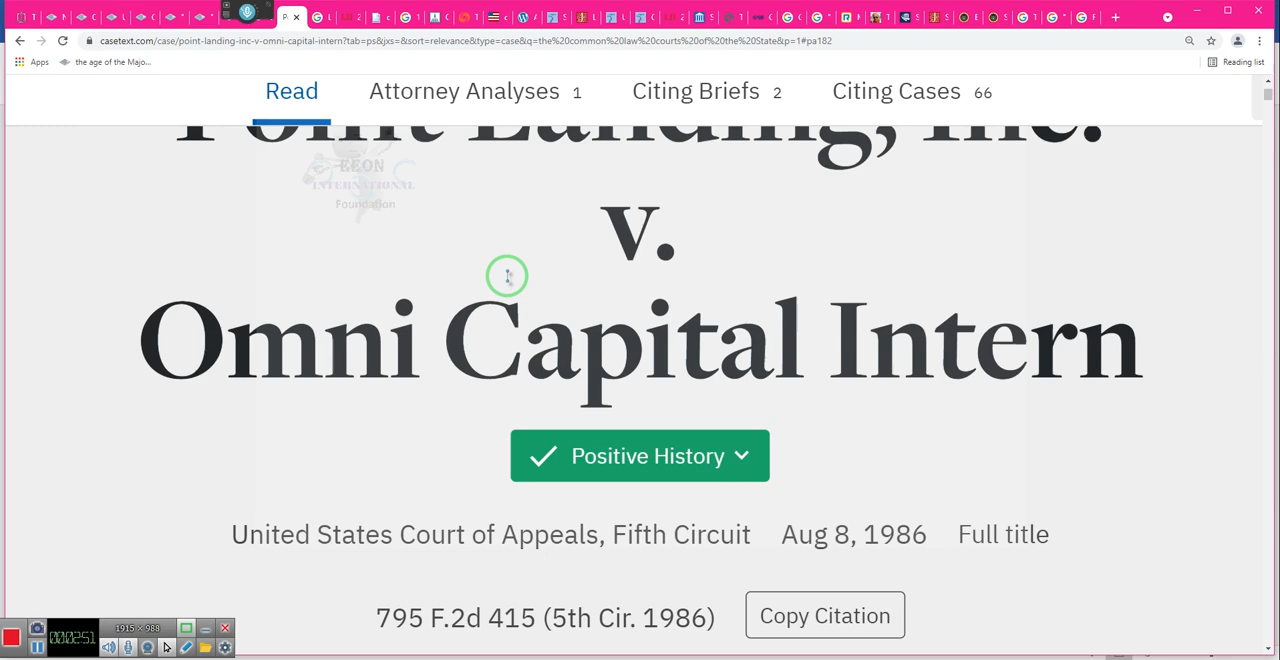 casetext.com/case/point-landing-inc-v-omni-capital-intern?tab=ps&jxs=&sort=relevance&type=case&q=the%20common%20law%20courts%20of%20the%20State&p=1#pa182
Apps the age of the Majo...
Reading list
Read Attorney Analyses 1 Citing Briefs 2 Citing Cases 66
Point Landing, Inc.
EEON
INTERNATIONAL
Foundation
v.
Omni Capital Intern
Positive History
United States Court of Appeals, Fifth Circuit Aug 8, 1986 Full title
795 F.2d 415 (5th Cir. 1986) Copy Citation
1915 × 988
000251